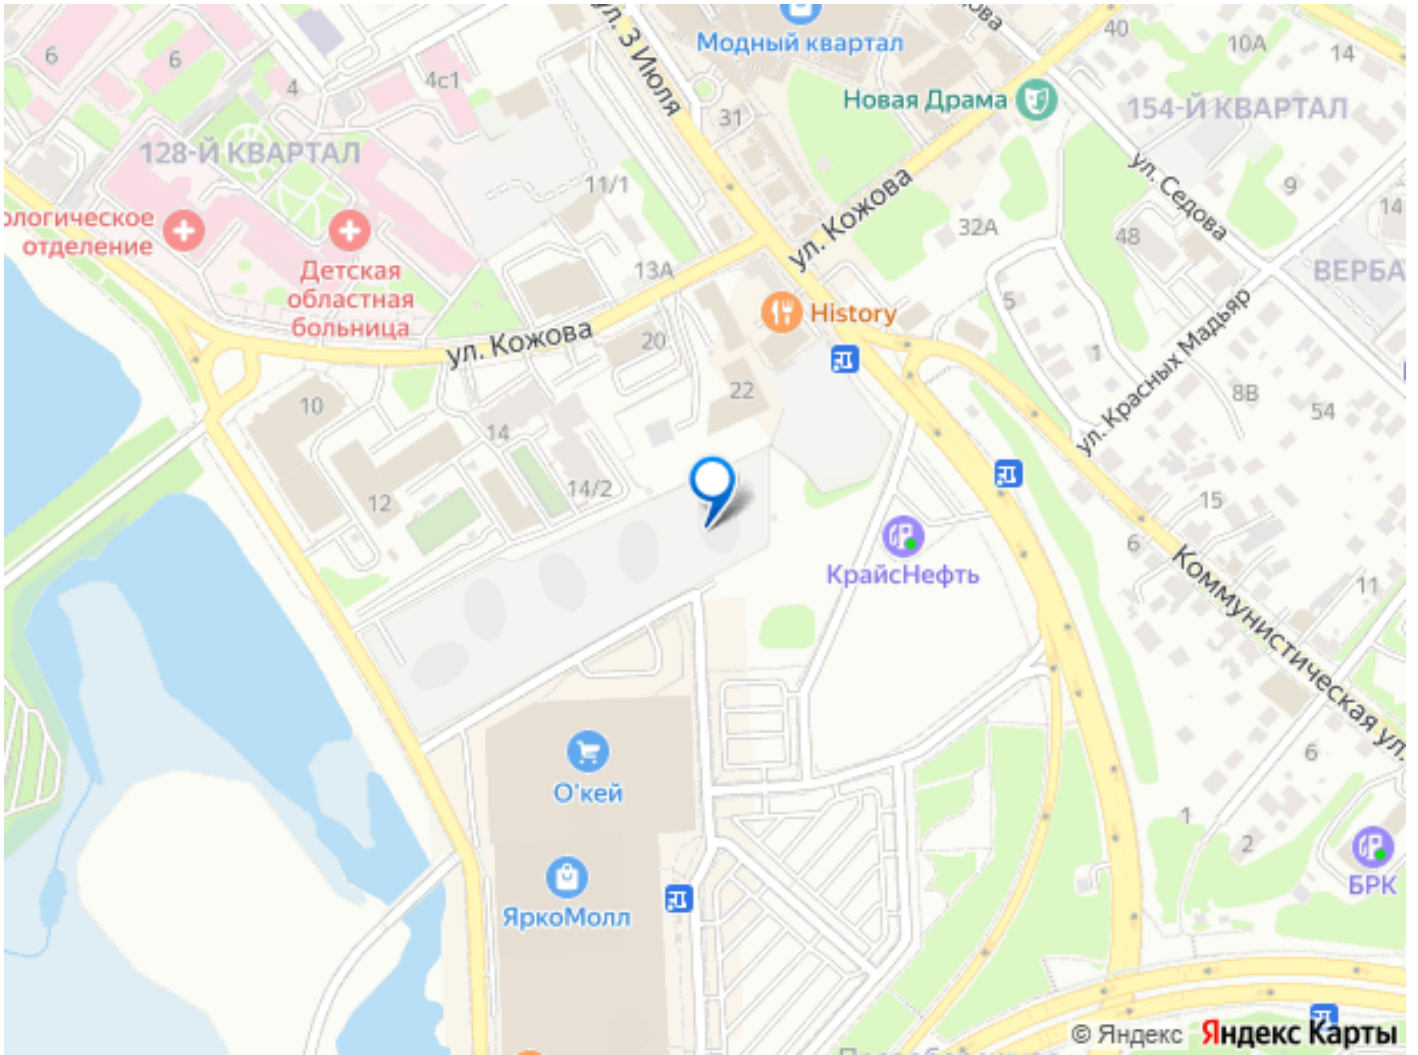 ул. 3 Июля
Модный квартал
дова
40
10А
14
6
6
4
4с1
Новая Драма
154-Й КВАРТАЛ
31
128-Й КВАРТАЛ
ул. Седова
11/1
ул. Кожова
9
14
ологическое
отделение
32А
48
Детская
областная
больница
13А
ВЕРБА
History
5
ул. Кожова
20
1
ул. Красных Мадьяр
8В
54
22
10
14
12
14/2
15
6
КрайсНефть
Коммунистическая ул.
11
6
О'кей
1
2
БРК
ЯркоМолл
© Яндекс
Яндекс Карты